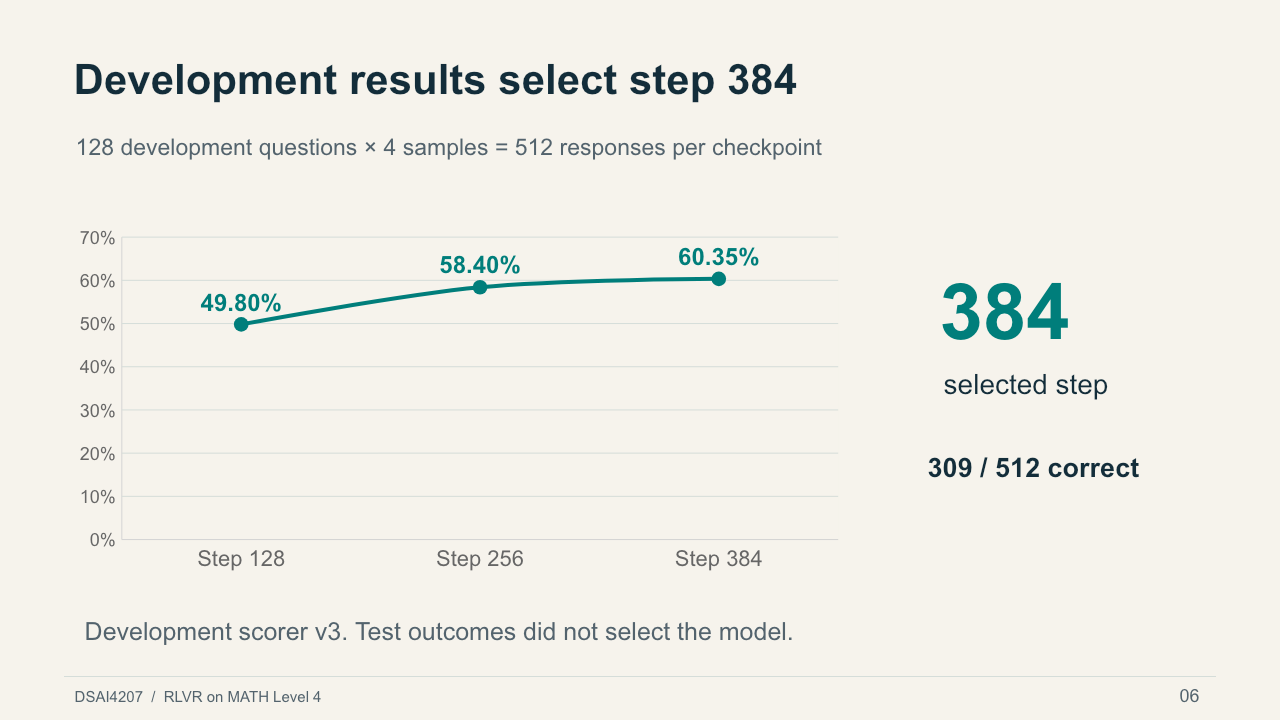 Development results select step 384
128 development questions × 4 samples = 512 responses per checkpoint
70%
60%
50%
40%
30%
20%
10%
0%
49.80%
58.40%
60.35%
Step 128
Step 256
Step 384
384
selected step
309 / 512 correct
Development scorer v3. Test outcomes did not select the model.
DSAI4207 / RLVR on MATH Level 4
06